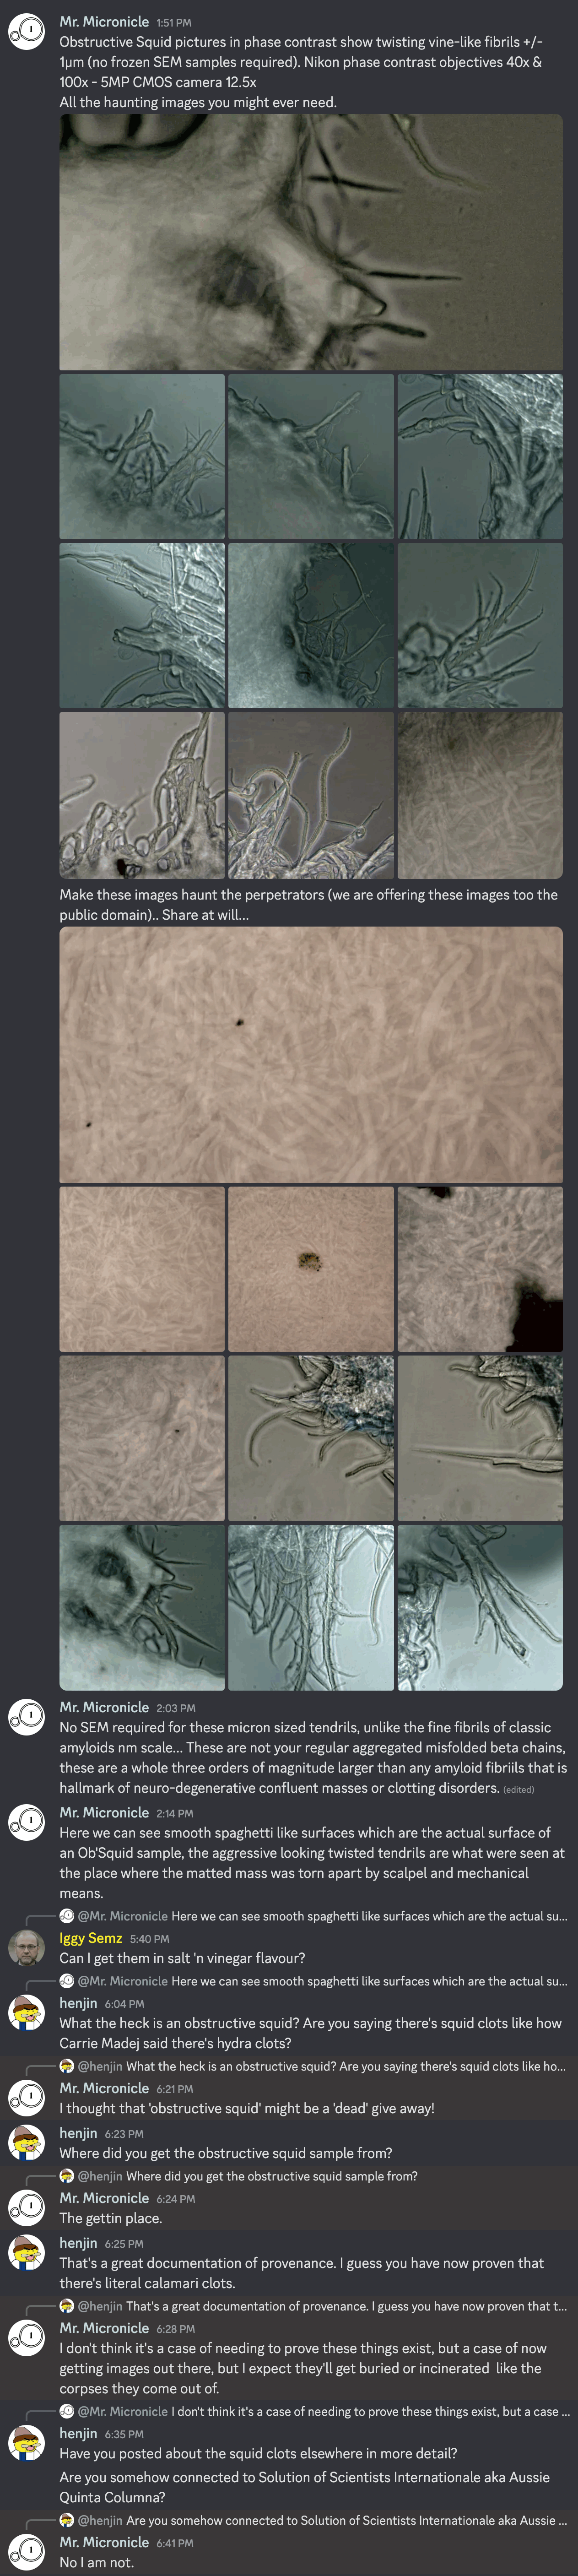 Mr. Micronicle 1:51 PM
Obstructive Squid pictures in phase contrast show twisting vine-like fibrils +/-
1µm (no frozen SEM samples required). Nikon phase contrast objectives 40x &
100x - 5MP CMOS camera 12.5x
All the haunting images you might ever need.
Make these images haunt the perpetrators (we are offering these images too the
public domain).. Share at will...
Mr. Micronicle 2:03 PM
No SEM required for these micron sized tendrils, unlike the fine fibrils of classic
amyloids nm scale... These are not your regular aggregated misfolded beta chains,
these are a whole three orders of magnitude larger than any amyloid fibriils that is
hallmark of neuro-degenerative confluent masses or clotting disorders. (edited)
Mr. Micronicle 2:14 PM
Here we can see smooth spaghetti like surfaces which are the actual surface of
an Ob'Squid sample, the aggressive looking twisted tendrils are what were seen at
the place where the matted mass was torn apart by scalpel and mechanical
means.
@Mr. Micronicle Here we can see smooth spaghetti like surfaces which are the actual su...
Iggy Semz 5:40 PM
Can I get them in salt 'n vinegar flavour?
@Mr. Micronicle Here we can see smooth spaghetti like surfaces which are the actual su...
henjin 6:04 PM
What the heck is an obstructive squid? Are you saying there's squid clots like how
Carrie Madej said there's hydra clots?
@henjin What the heck is an obstructive squid? Are you saying there's squid clots like ho...
Mr. Micronicle 6:21 PM
I thought that 'obstructive squid' might be a 'dead' give away!
henjin 6:23 PM
Where did you get the obstructive squid sample from?
@henjin Where did you get the obstructive squid sample from?
Mr. Micronicle 6:24 PM
The gettin place.
henjin 6:25 PM
That's a great documentation of provenance. I guess you have now proven that
there's literal calamari clots.
@henjin That's a great documentation of provenance. I guess you have now proven that t...
Mr. Micronicle 6:28 PM
I don't think it's a case of needing to prove these things exist, but a case of now
getting images out there, but I expect they'll get buried or incinerated like the
corpses they come out of.
@Mr. Micronicle I don't think it's a case of needing to prove these things exist, but a case ...
henjin 6:35 PM
Have you posted about the squid clots elsewhere in more detail?
Are you somehow connected to Solution of Scientists Internationale aka Aussie
Quinta Columna?
@henjin Are you somehow connected to Solution of Scientists Internationale aka Aussie ...
Mr. Micronicle 6:41 PM
No I am not.